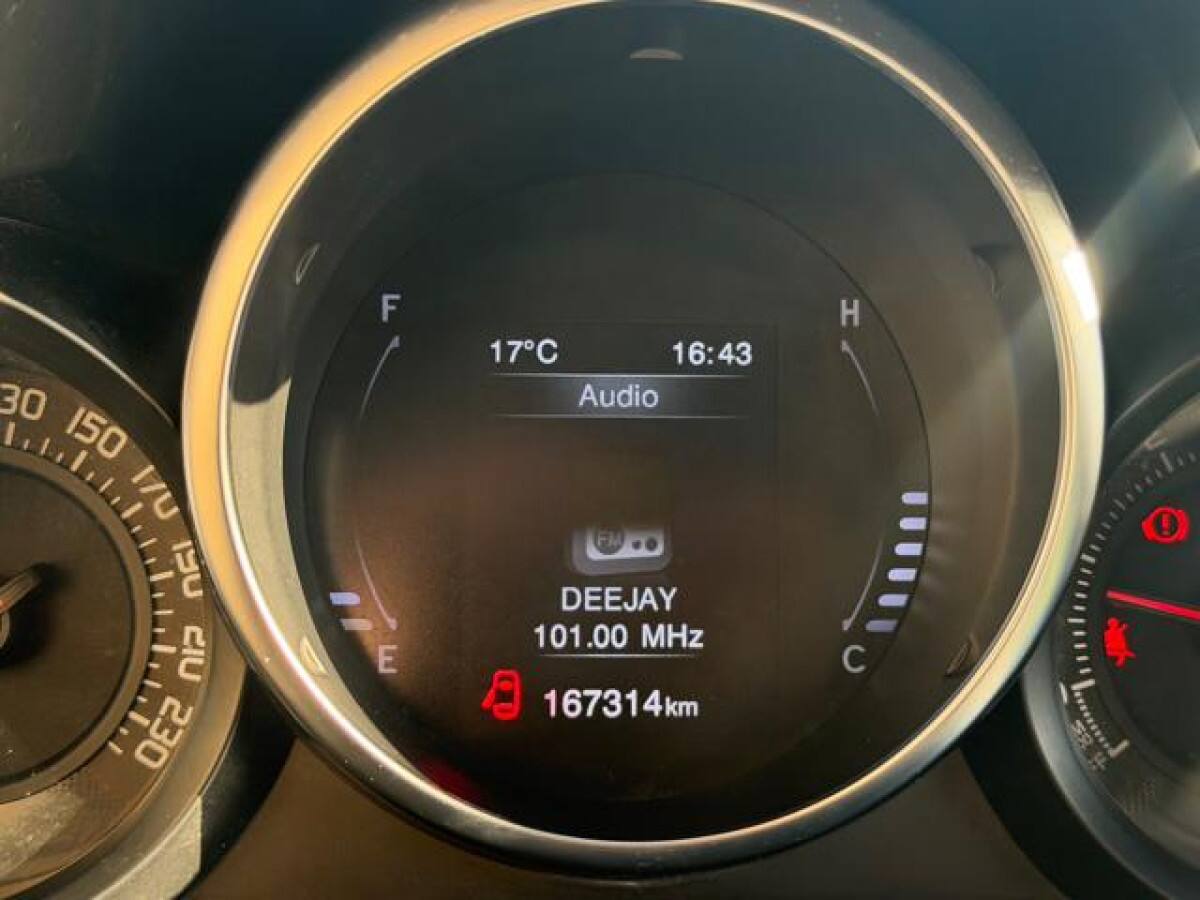 F
H
17°C 16:43
Audio
FM
DEEJAY
101.00 MHz
E
C
167314km
30
150
170
190
210
230